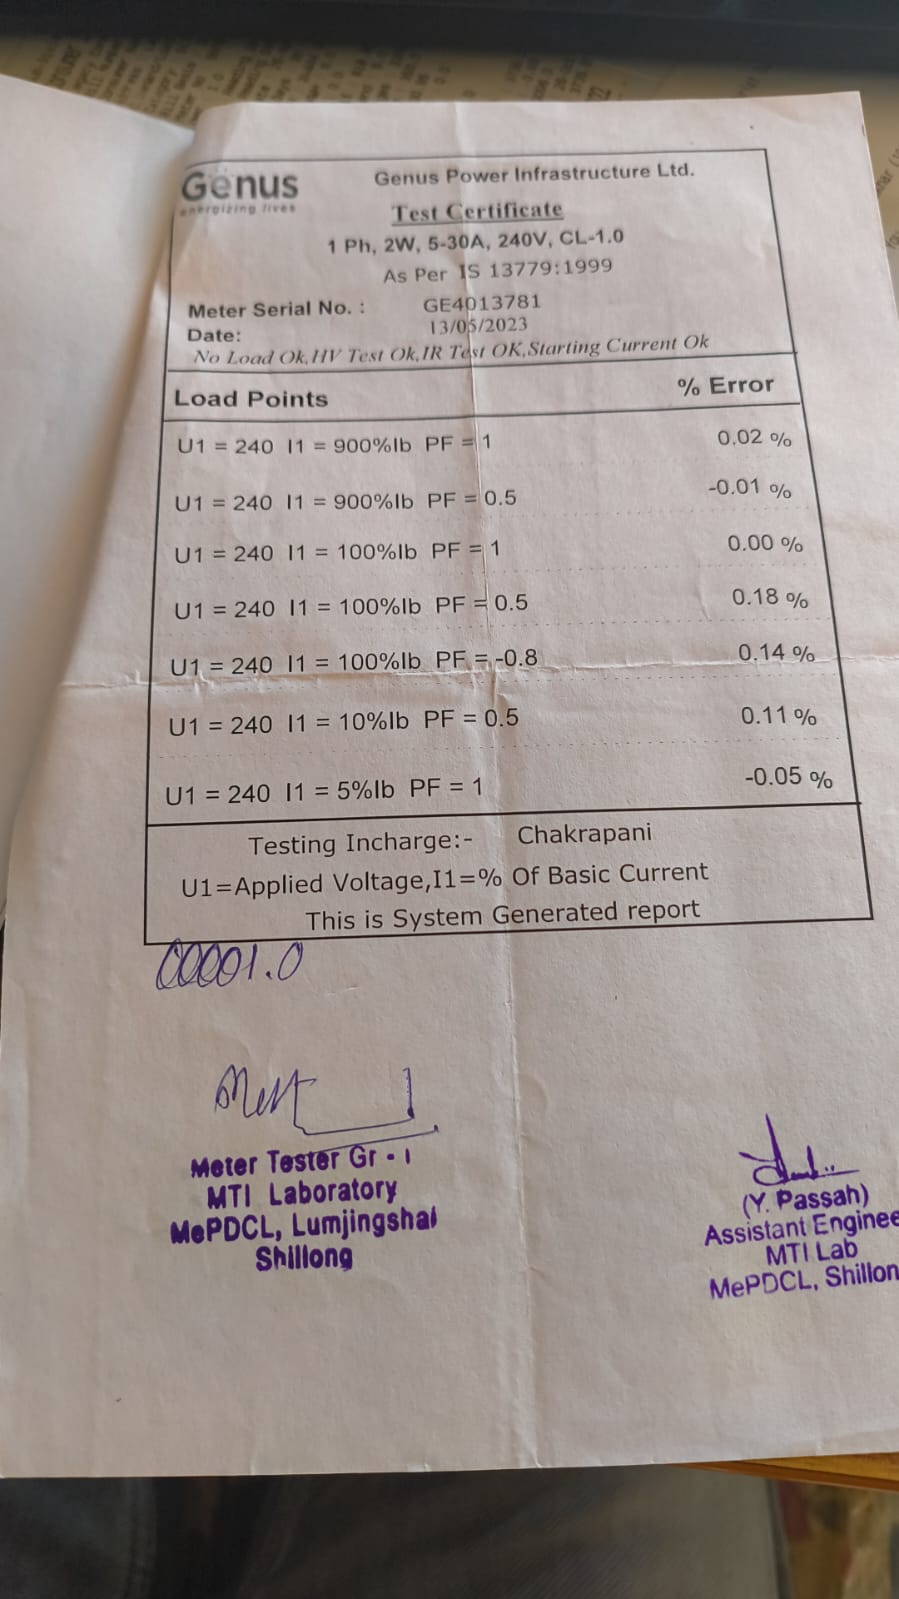 Genus
energizing lives
Genus Power Infrastructure Ltd.
Test Certificate
1 Ph, 2W, 5-30A, 240V, CL-1.0
As Per IS 13779:1999
Meter Serial No. : GE4013781
Date: 13/05/2023
No Load Ok,HV Test Ok,IR Test OK,Starting Current Ok
Load Points % Error
U1 = 240 I1 = 900%Ib PF = 1 0.02 %
U1 = 240 I1 = 900%Ib PF = 0.5 -0.01 %
U1 = 240 I1 = 100%Ib PF = 1 0.00 %
U1 = 240 I1 = 100%Ib PF = 0.5 0.18 %
U1 = 240 I1 = 100%Ib PF = -0.8 0.14 %
U1 = 240 I1 = 10%Ib PF = 0.5 0.11 %
U1 = 240 I1 = 5%Ib PF = 1 -0.05 %
Testing Incharge:- Chakrapani
U1=Applied Voltage,I1=% Of Basic Current
This is System Generated report
00001.0
Meter Tester Gr - I
MTI Laboratory
MePDCL, Lumjingshai
Shillong
(Y. Passah)
Assistant Enginee
MTI Lab
MePDCL, Shillon